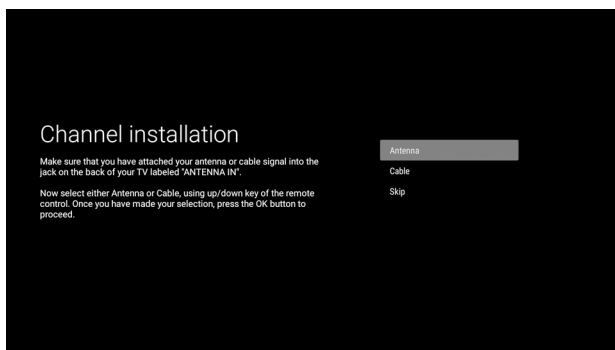 Channel installation
Make sure that you have attached your antenna or cable signal into the
jack on the back of your TV labeled "ANTENNA IN".
Now select either Antenna or Cable, using up/down key of the remote
control. Once you have made your selection, press the OK button to
proceed.
Antenna
Cable
Skip